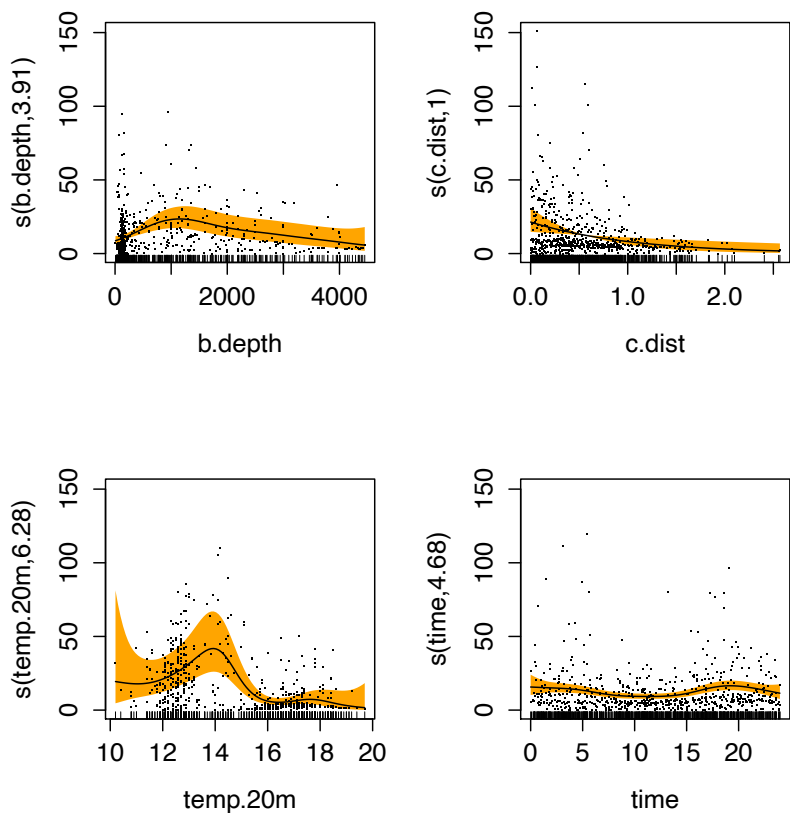 s(b.depth,3.91)
0 50 100 150
0 2000 4000
b.depth
s(c.dist,1)
0 50 100 150
0.0 1.0 2.0
c.dist
s(temp.20m,6.28)
0 50 100 150
10 12 14 16 18 20
temp.20m
s(time,4.68)
0 50 100 150
0 5 10 15 20
time